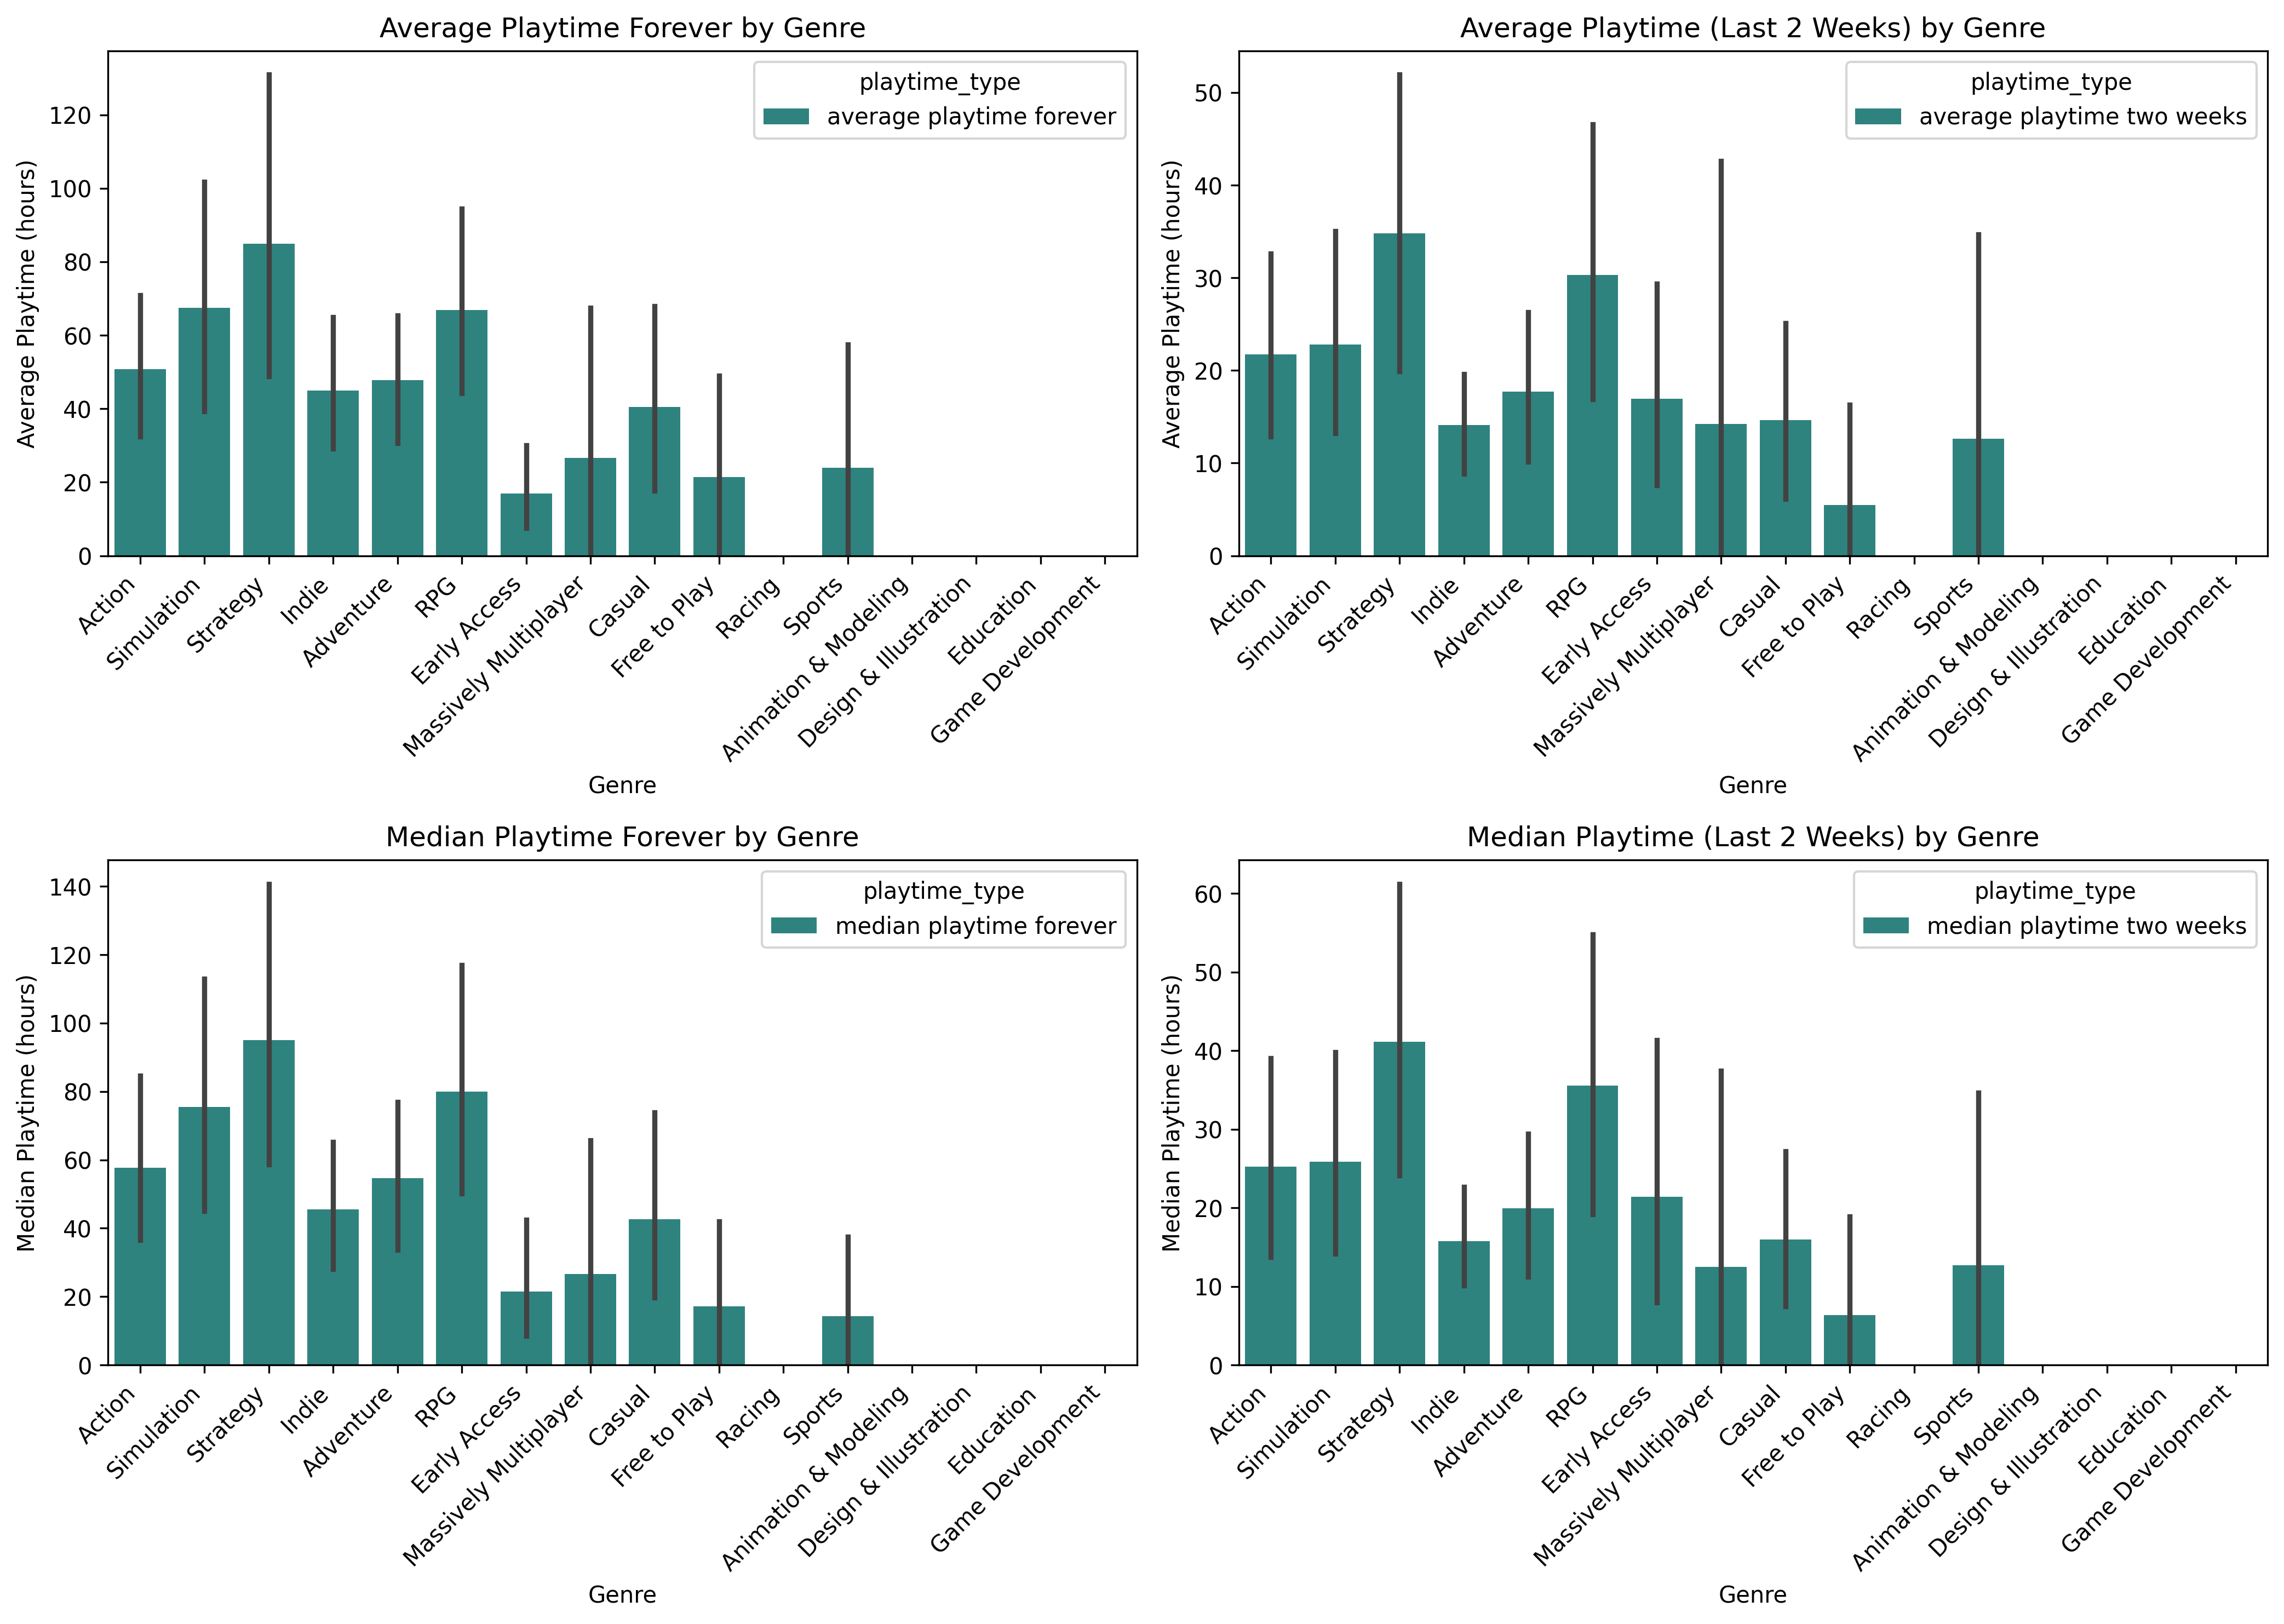 Average Playtime Forever by Genre
playtime_type
average playtime forever
Average Playtime (hours)
120
100
80
60
40
20
0
Action
Simulation
Strategy
Indie
Adventure
RPG
Early Access
Massively Multiplayer
Casual
Free to Play
Racing
Sports
Animation & Modeling
Design & Illustration
Education
Game Development
Genre
Average Playtime (Last 2 Weeks) by Genre
playtime_type
average playtime two weeks
Average Playtime (hours)
50
40
30
20
10
0
Action
Simulation
Strategy
Indie
Adventure
RPG
Early Access
Massively Multiplayer
Casual
Free to Play
Racing
Sports
Animation & Modeling
Design & Illustration
Education
Game Development
Genre
Median Playtime Forever by Genre
playtime_type
median playtime forever
Median Playtime (hours)
140
120
100
80
60
40
20
0
Action
Simulation
Strategy
Indie
Adventure
RPG
Early Access
Massively Multiplayer
Casual
Free to Play
Racing
Sports
Animation & Modeling
Design & Illustration
Education
Game Development
Genre
Median Playtime (Last 2 Weeks) by Genre
playtime_type
median playtime two weeks
Median Playtime (hours)
60
50
40
30
20
10
0
Action
Simulation
Strategy
Indie
Adventure
RPG
Early Access
Massively Multiplayer
Casual
Free to Play
Racing
Sports
Animation & Modeling
Design & Illustration
Education
Game Development
Genre